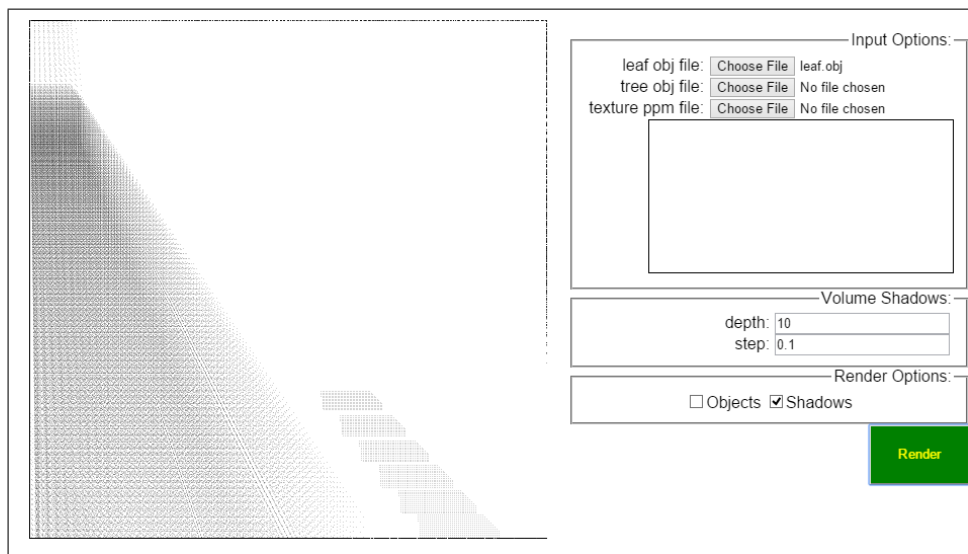 Input Options:
leaf obj file: Choose File leaf.obj
tree obj file: Choose File No file chosen
texture ppm file: Choose File No file chosen
Volume Shadows:
depth: 10
step: 0.1
Render Options:
Objects Shadows
Render